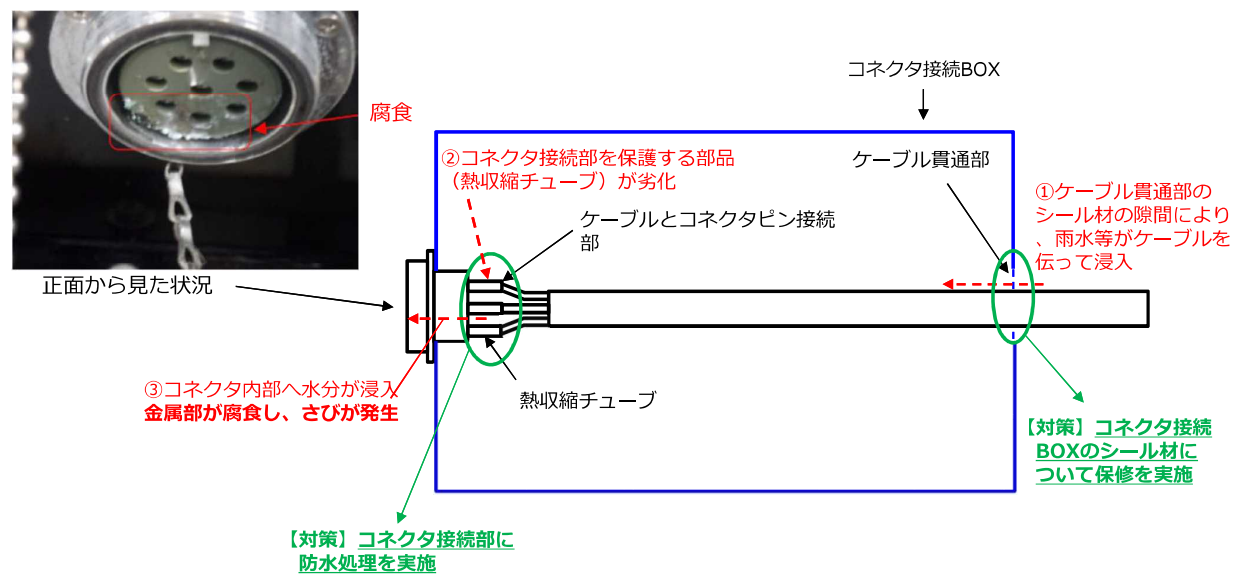 腐食
コネクタ接続BOX
②コネクタ接続部を保護する部品
（熱収縮チューブ）が劣化
ケーブル貫通部
①ケーブル貫通部の
シール材の隙間により
、雨水等がケーブルを
伝って浸入
ケーブルとコネクタピン接続
部
正面から見た状況
③コネクタ内部へ水分が浸入
金属部が腐食し、さびが発生
熱収縮チューブ
【対策】コネクタ接続
BOXのシール材に
ついて保修を実施
【対策】コネクタ接続部に
防水処理を実施